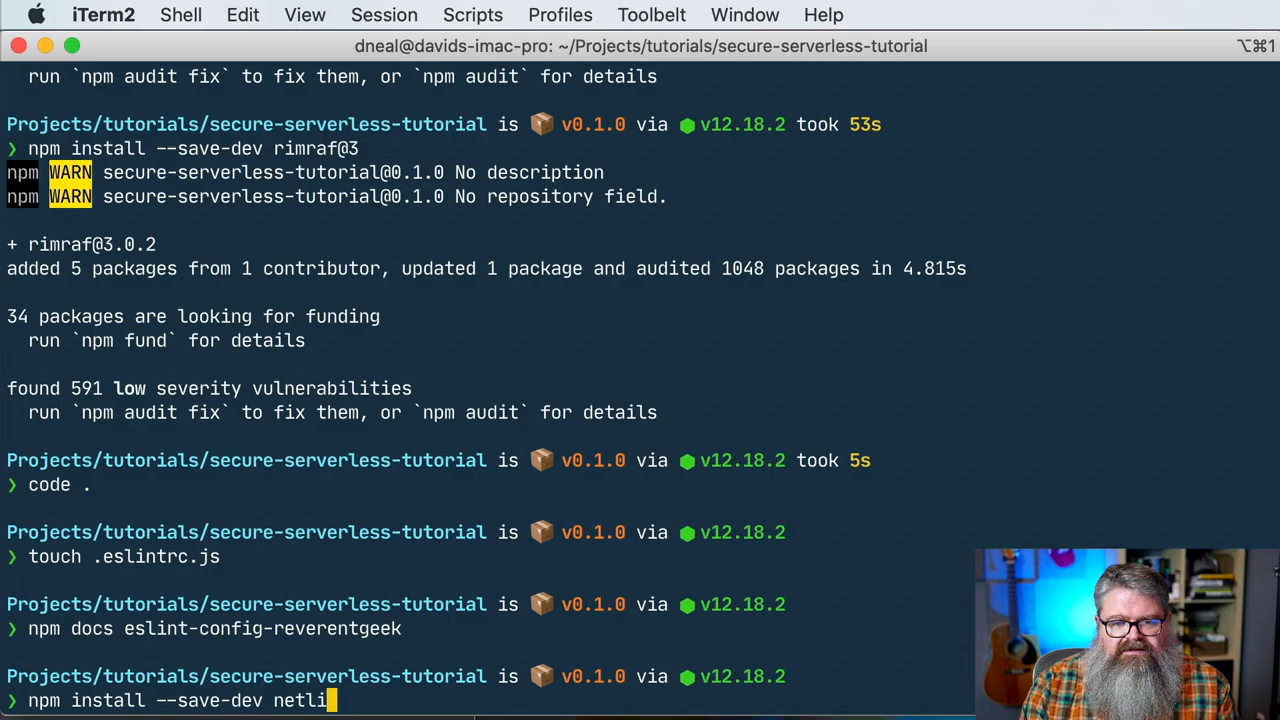 iTerm2 Shell Edit View Session Scripts Profiles Toolbelt Window Help
dneal@davids-imac-pro: ~/Projects/tutorials/secure-serverless-tutorial ⌥⌘1
run `npm audit fix` to fix them, or `npm audit` for details
Projects/tutorials/secure-serverless-tutorial is 📦 v0.1.0 via ⬢ v12.18.2 took 53s
❯ npm install --save-dev rimraf@3
npm WARN secure-serverless-tutorial@0.1.0 No description
npm WARN secure-serverless-tutorial@0.1.0 No repository field.
+ rimraf@3.0.2
added 5 packages from 1 contributor, updated 1 package and audited 1048 packages in 4.815s
34 packages are looking for funding
run `npm fund` for details
found 591 low severity vulnerabilities
run `npm audit fix` to fix them, or `npm audit` for details
Projects/tutorials/secure-serverless-tutorial is 📦 v0.1.0 via ⬢ v12.18.2 took 5s
❯ code .
Projects/tutorials/secure-serverless-tutorial is 📦 v0.1.0 via ⬢ v12.18.2
❯ touch .eslintrc.js
Projects/tutorials/secure-serverless-tutorial is 📦 v0.1.0 via ⬢ v12.18.2
❯ npm docs eslint-config-reverentgeek
Projects/tutorials/secure-serverless-tutorial is 📦 v0.1.0 via ⬢ v12.18.2
❯ npm install --save-dev netli